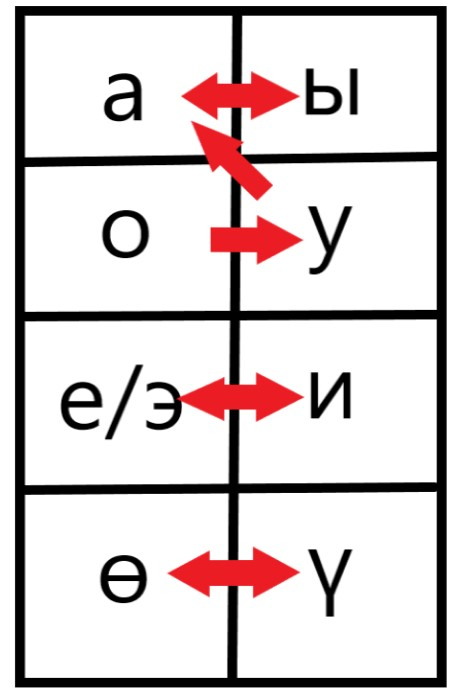 а ы
о у
е/э и
ө ү